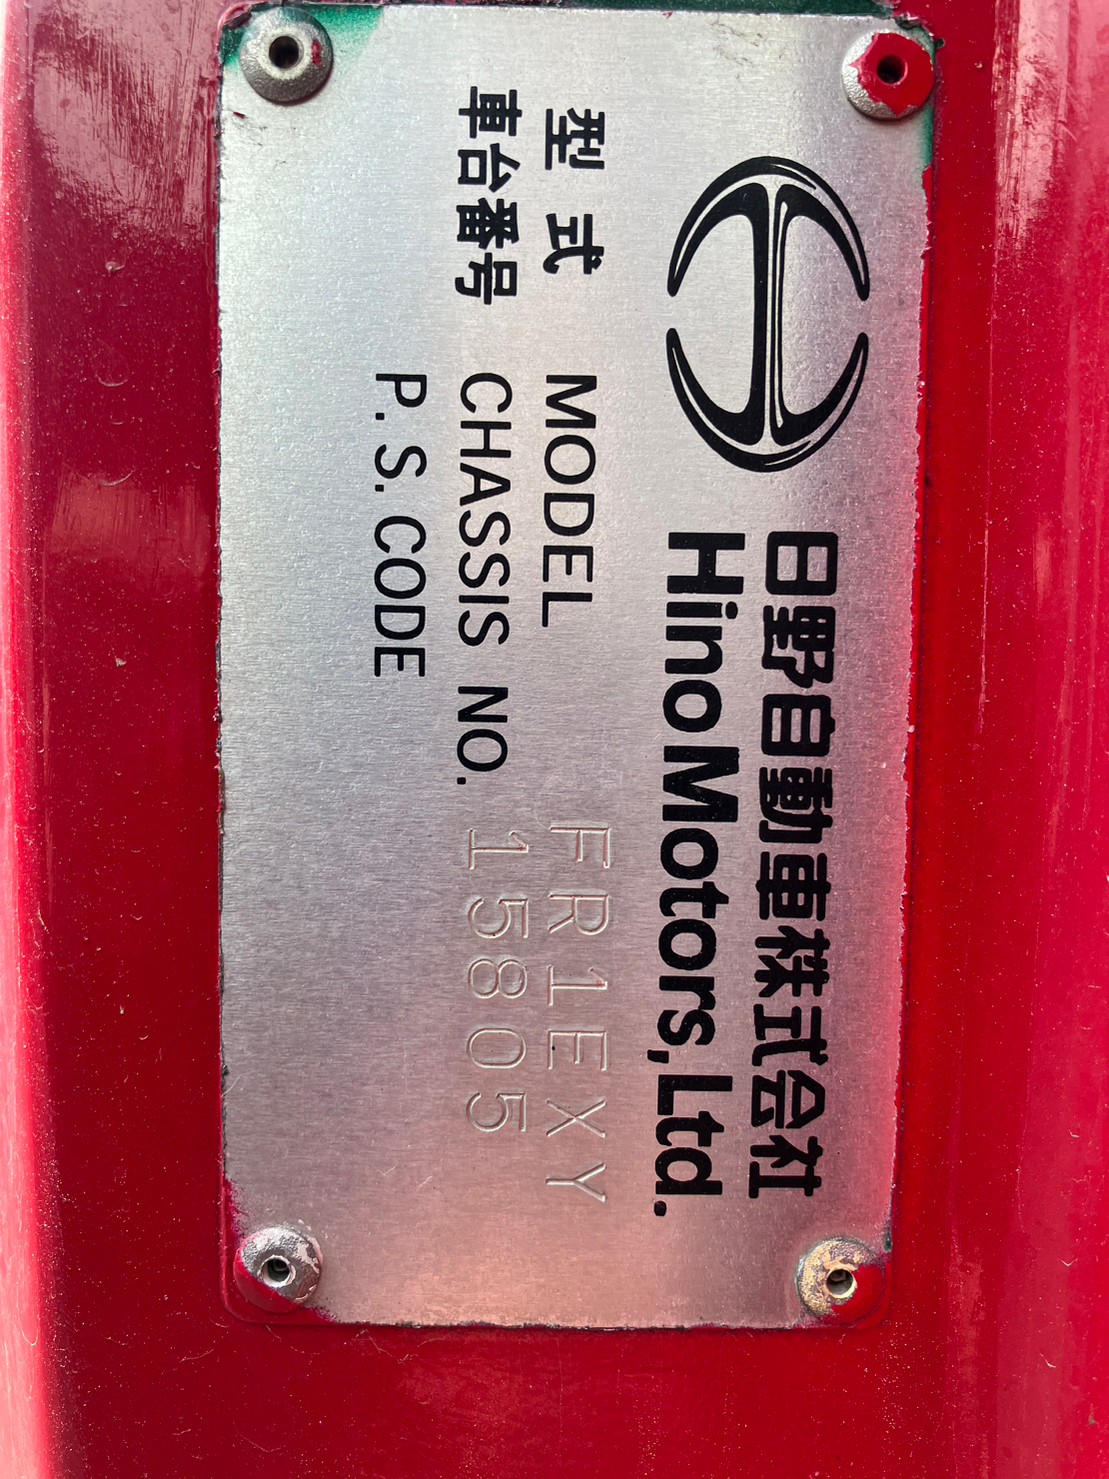 日野自動車株式会社
Hino Motors,Ltd.
型式 MODEL FR1EXY
車台番号 CHASSIS NO. 15805
P.S.CODE